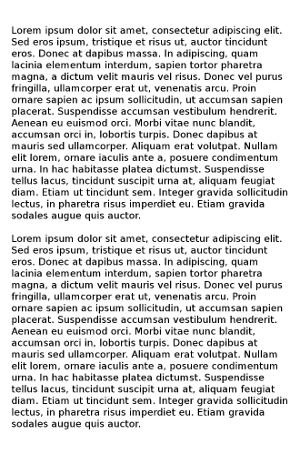 Lorem ipsum dolor sit amet, consectetur adipiscing elit.
Sed eros ipsum, tristique et risus ut, auctor tincidunt
eros. Donec at dapibus massa. In adipiscing, quam
lacinia elementum interdum, sapien tortor pharetra
magna, a dictum velit mauris vel risus. Donec vel purus
fringilla, ullamcorper erat ut, venenatis arcu. Proin
ornare sapien ac ipsum sollicitudin, ut accumsan sapien
placerat. Suspendisse accumsan vestibulum hendrerit.
Aenean eu euismod orci. Morbi vitae nunc blandit,
accumsan orci in, lobortis turpis. Donec dapibus at
mauris sed ullamcorper. Aliquam erat volutpat. Nullam
elit lorem, ornare iaculis ante a, posuere condimentum
urna. In hac habitasse platea dictumst. Suspendisse
tellus lacus, tincidunt suscipit urna at, aliquam feugiat
diam. Etiam ut tincidunt sem. Integer gravida sollicitudin
lectus, in pharetra risus imperdiet eu. Etiam gravida
sodales augue quis auctor.

Lorem ipsum dolor sit amet, consectetur adipiscing elit.
Sed eros ipsum, tristique et risus ut, auctor tincidunt
eros. Donec at dapibus massa. In adipiscing, quam
lacinia elementum interdum, sapien tortor pharetra
magna, a dictum velit mauris vel risus. Donec vel purus
fringilla, ullamcorper erat ut, venenatis arcu. Proin
ornare sapien ac ipsum sollicitudin, ut accumsan sapien
placerat. Suspendisse accumsan vestibulum hendrerit.
Aenean eu euismod orci. Morbi vitae nunc blandit,
accumsan orci in, lobortis turpis. Donec dapibus at
mauris sed ullamcorper. Aliquam erat volutpat. Nullam
elit lorem, ornare iaculis ante a, posuere condimentum
urna. In hac habitasse platea dictumst. Suspendisse
tellus lacus, tincidunt suscipit urna at, aliquam feugiat
diam. Etiam ut tincidunt sem. Integer gravida sollicitudin
lectus, in pharetra risus imperdiet eu. Etiam gravida
sodales augue quis auctor.